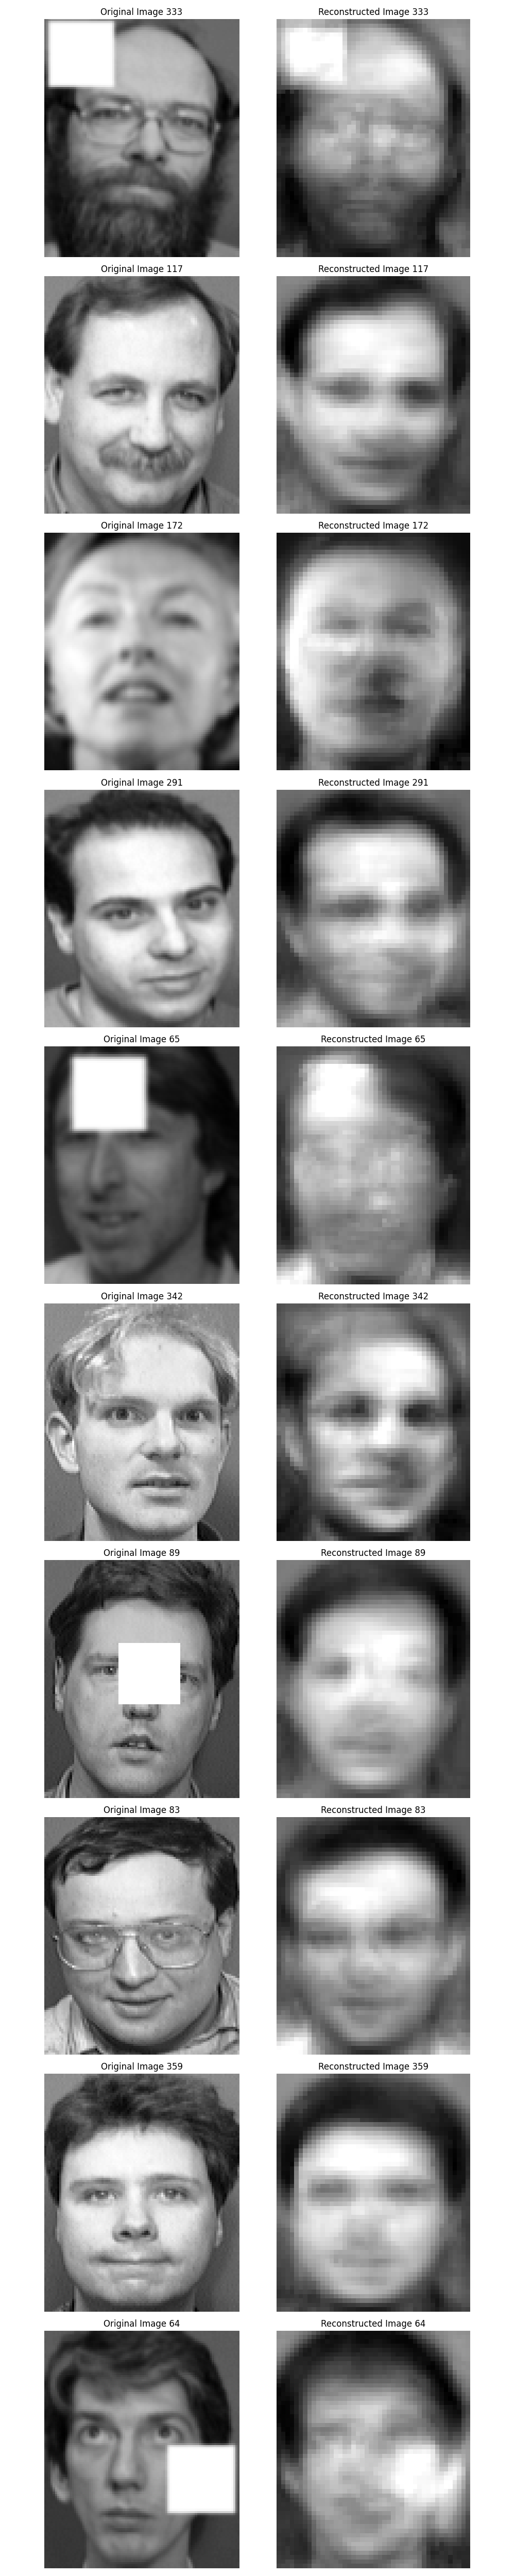 Original Image 333
Reconstructed Image 333
Original Image 117
Reconstructed Image 117
Original Image 172
Reconstructed Image 172
Original Image 291
Reconstructed Image 291
Original Image 65
Reconstructed Image 65
Original Image 342
Reconstructed Image 342
Original Image 89
Reconstructed Image 89
Original Image 83
Reconstructed Image 83
Original Image 359
Reconstructed Image 359
Original Image 64
Reconstructed Image 64